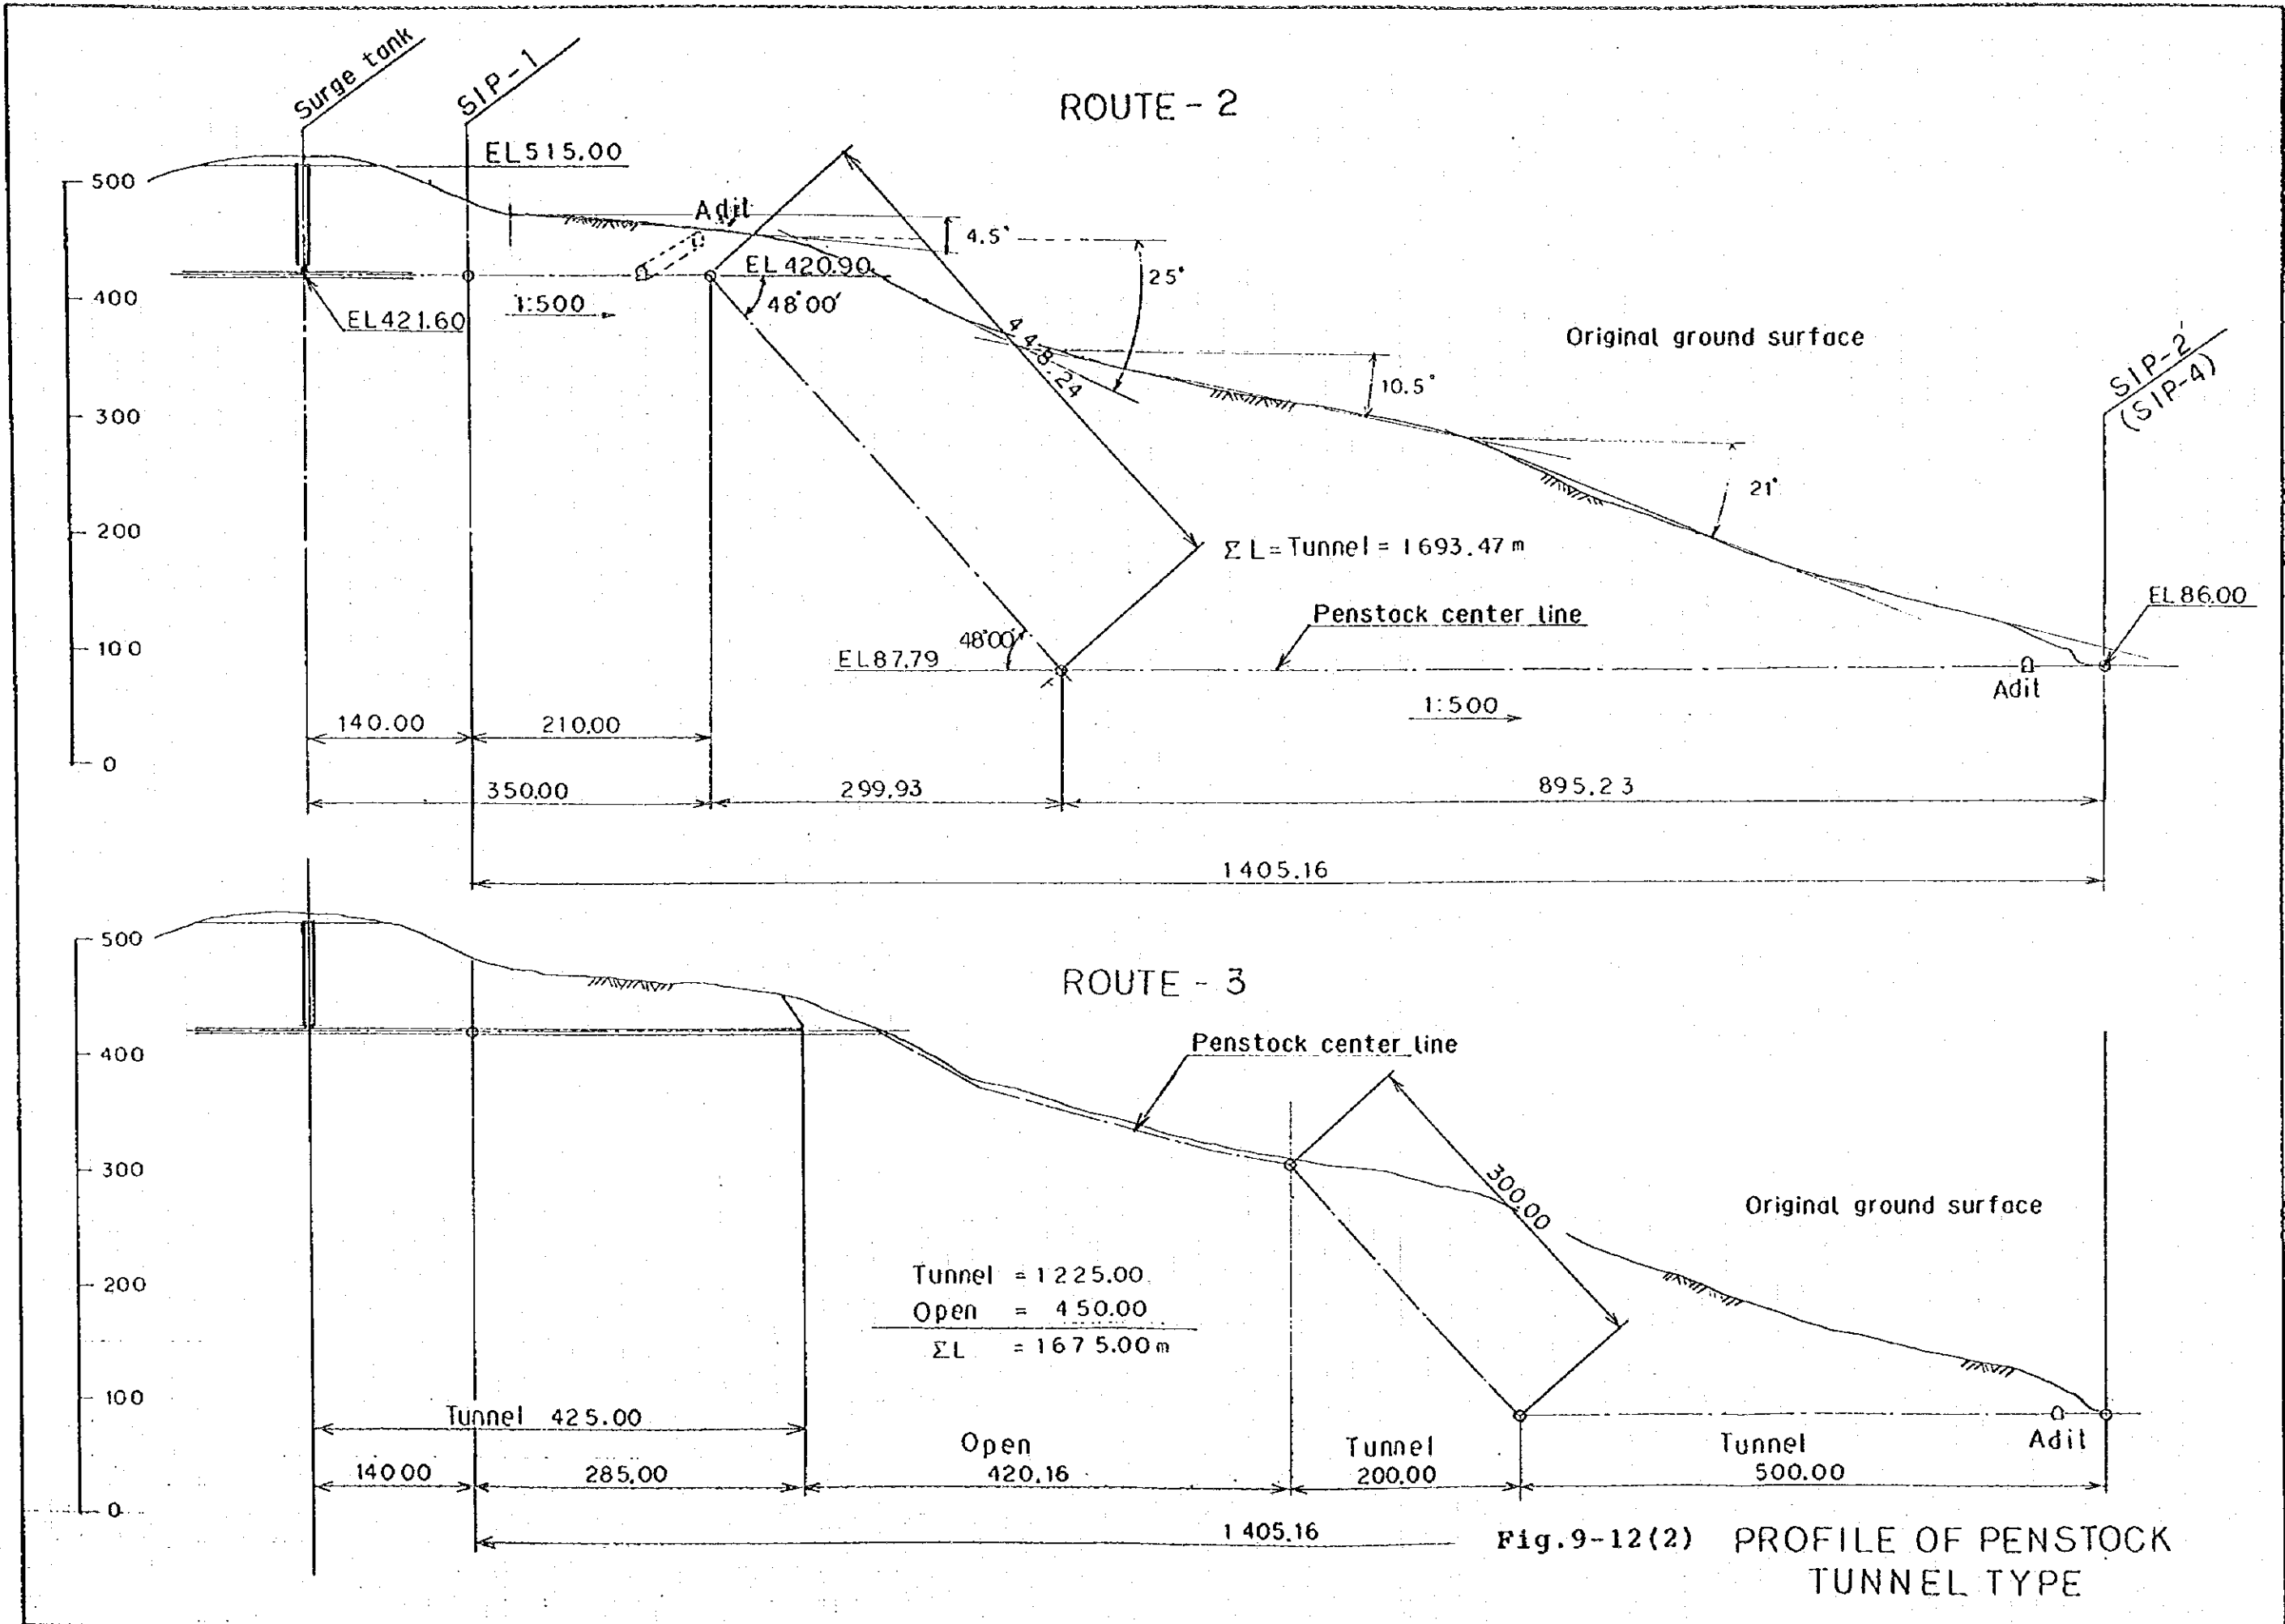 Surge tank
SIP-1
ROUTE - 2
EL515.00
500
400
300
200
100
0
Adit
4.5°
25°
EL420.90
48°00'
EL421.60
1:500
448.24
Original ground surface
10.5°
SIP-2'
(SIP-4)
21°
ΣL=Tunnel=1693.47m
EL86.00
Penstock center line
48°00'
EL87.79
Adit
1:500
140.00
210.00
350.00
299.93
895.23
1405.16
500
400
300
200
100
0
ROUTE - 3
Penstock center line
300.00
Original ground surface
Tunnel = 1225.00
Open = 450.00
ΣL = 1675.00m
Tunnel 425.00
Open
Tunnel
Tunnel
Adit
14000
285.00
420.16
200.00
500.00
1405.16
Fig.9-12(2) PROFILE OF PENSTOCK
TUNNEL TYPE